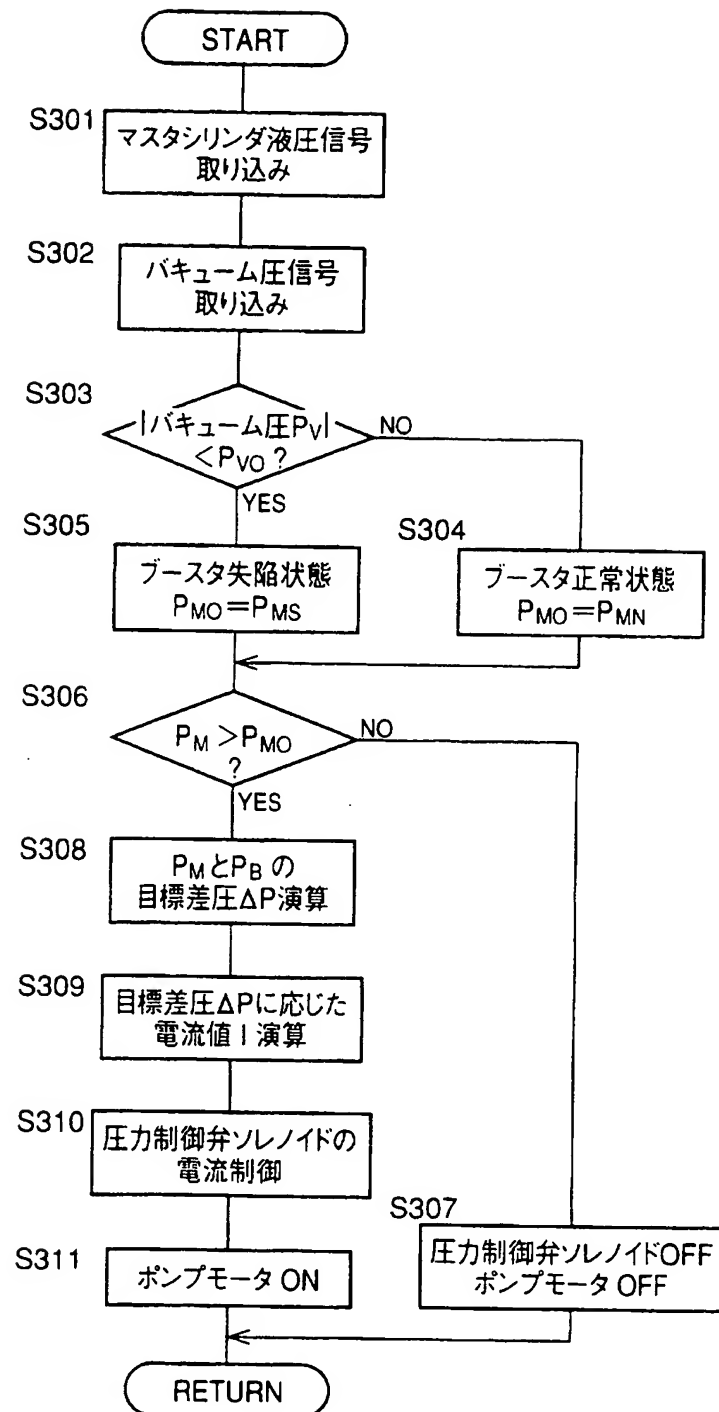 START
S301
マスタシリンダ液圧信号
取り込み
S302
バキューム圧信号
取り込み
S303
|バキューム圧PV|
<PVO ?
NO
YES
S305
ブースタ失陥状態
PMO=PMS
S304
ブースタ正常状態
PMO=PMN
S306
PM >PMO
?
NO
YES
S308
PMとPB の
目標差圧ΔP演算
S309
目標差圧ΔPに応じた
電流値 I 演算
S310
圧力制御弁ソレノイドの
電流制御
S307
圧力制御弁ソレノイドOFF
ポンプモータ OFF
S311
ポンプモータ ON
RETURN